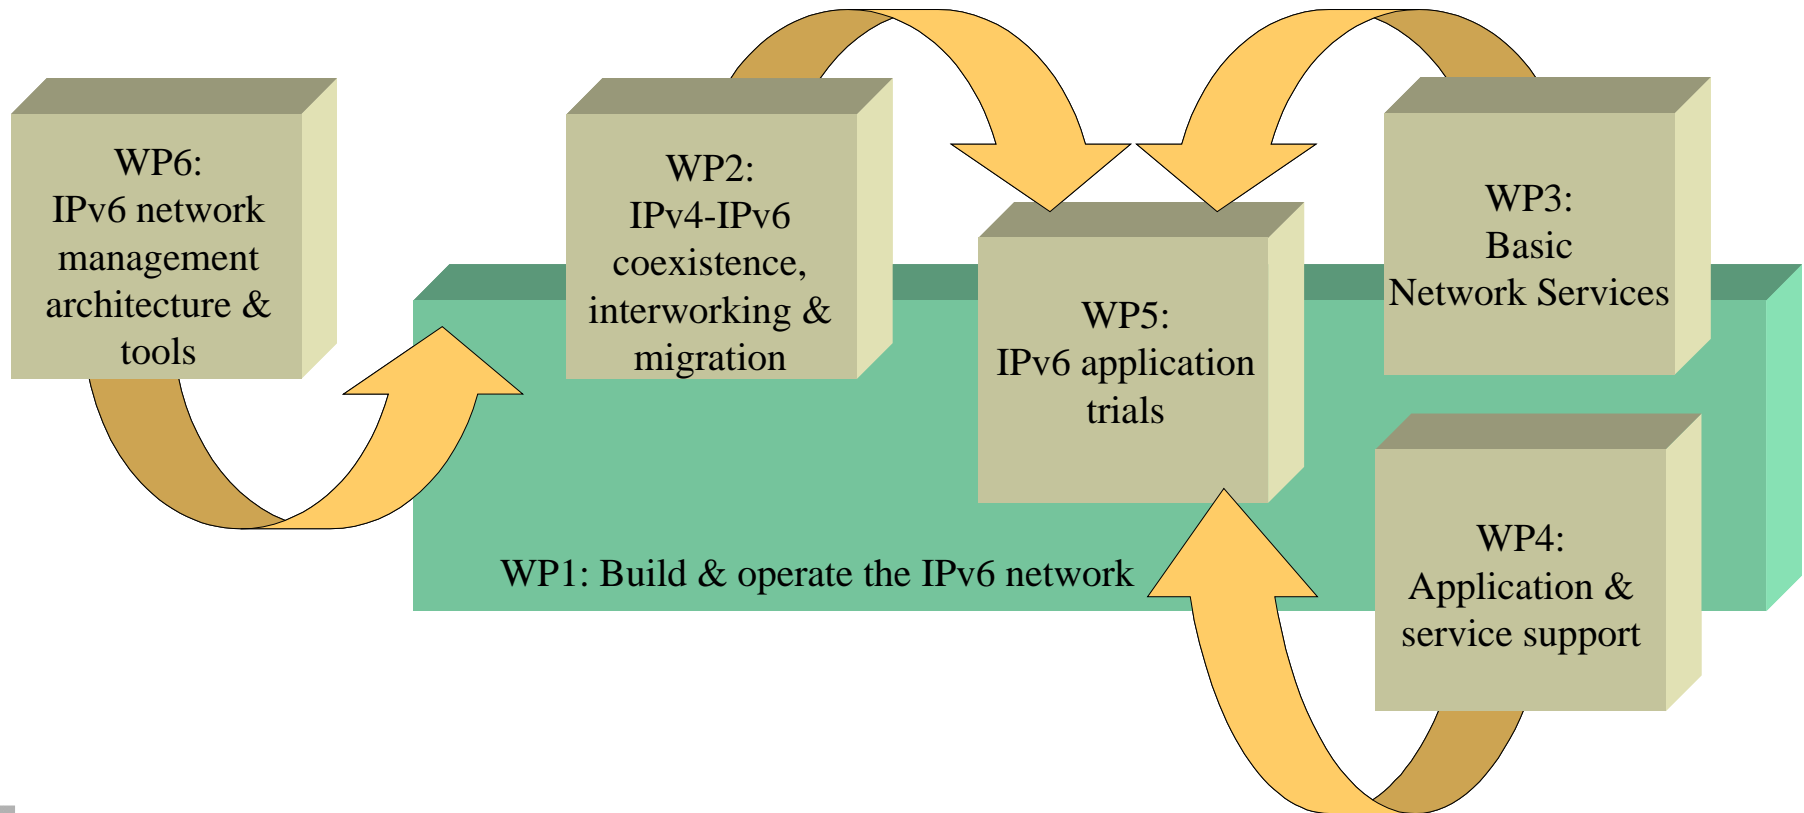 WP6:
IPv6 network
management
architecture &
tools
WP2:
IPv4-IPv6
coexistence,
interworking &
migration
WP5:
IPv6 application
trials
WP3:
Basic
Network Services
WP4:
Application &
service support
WP1: Build & operate the IPv6 network